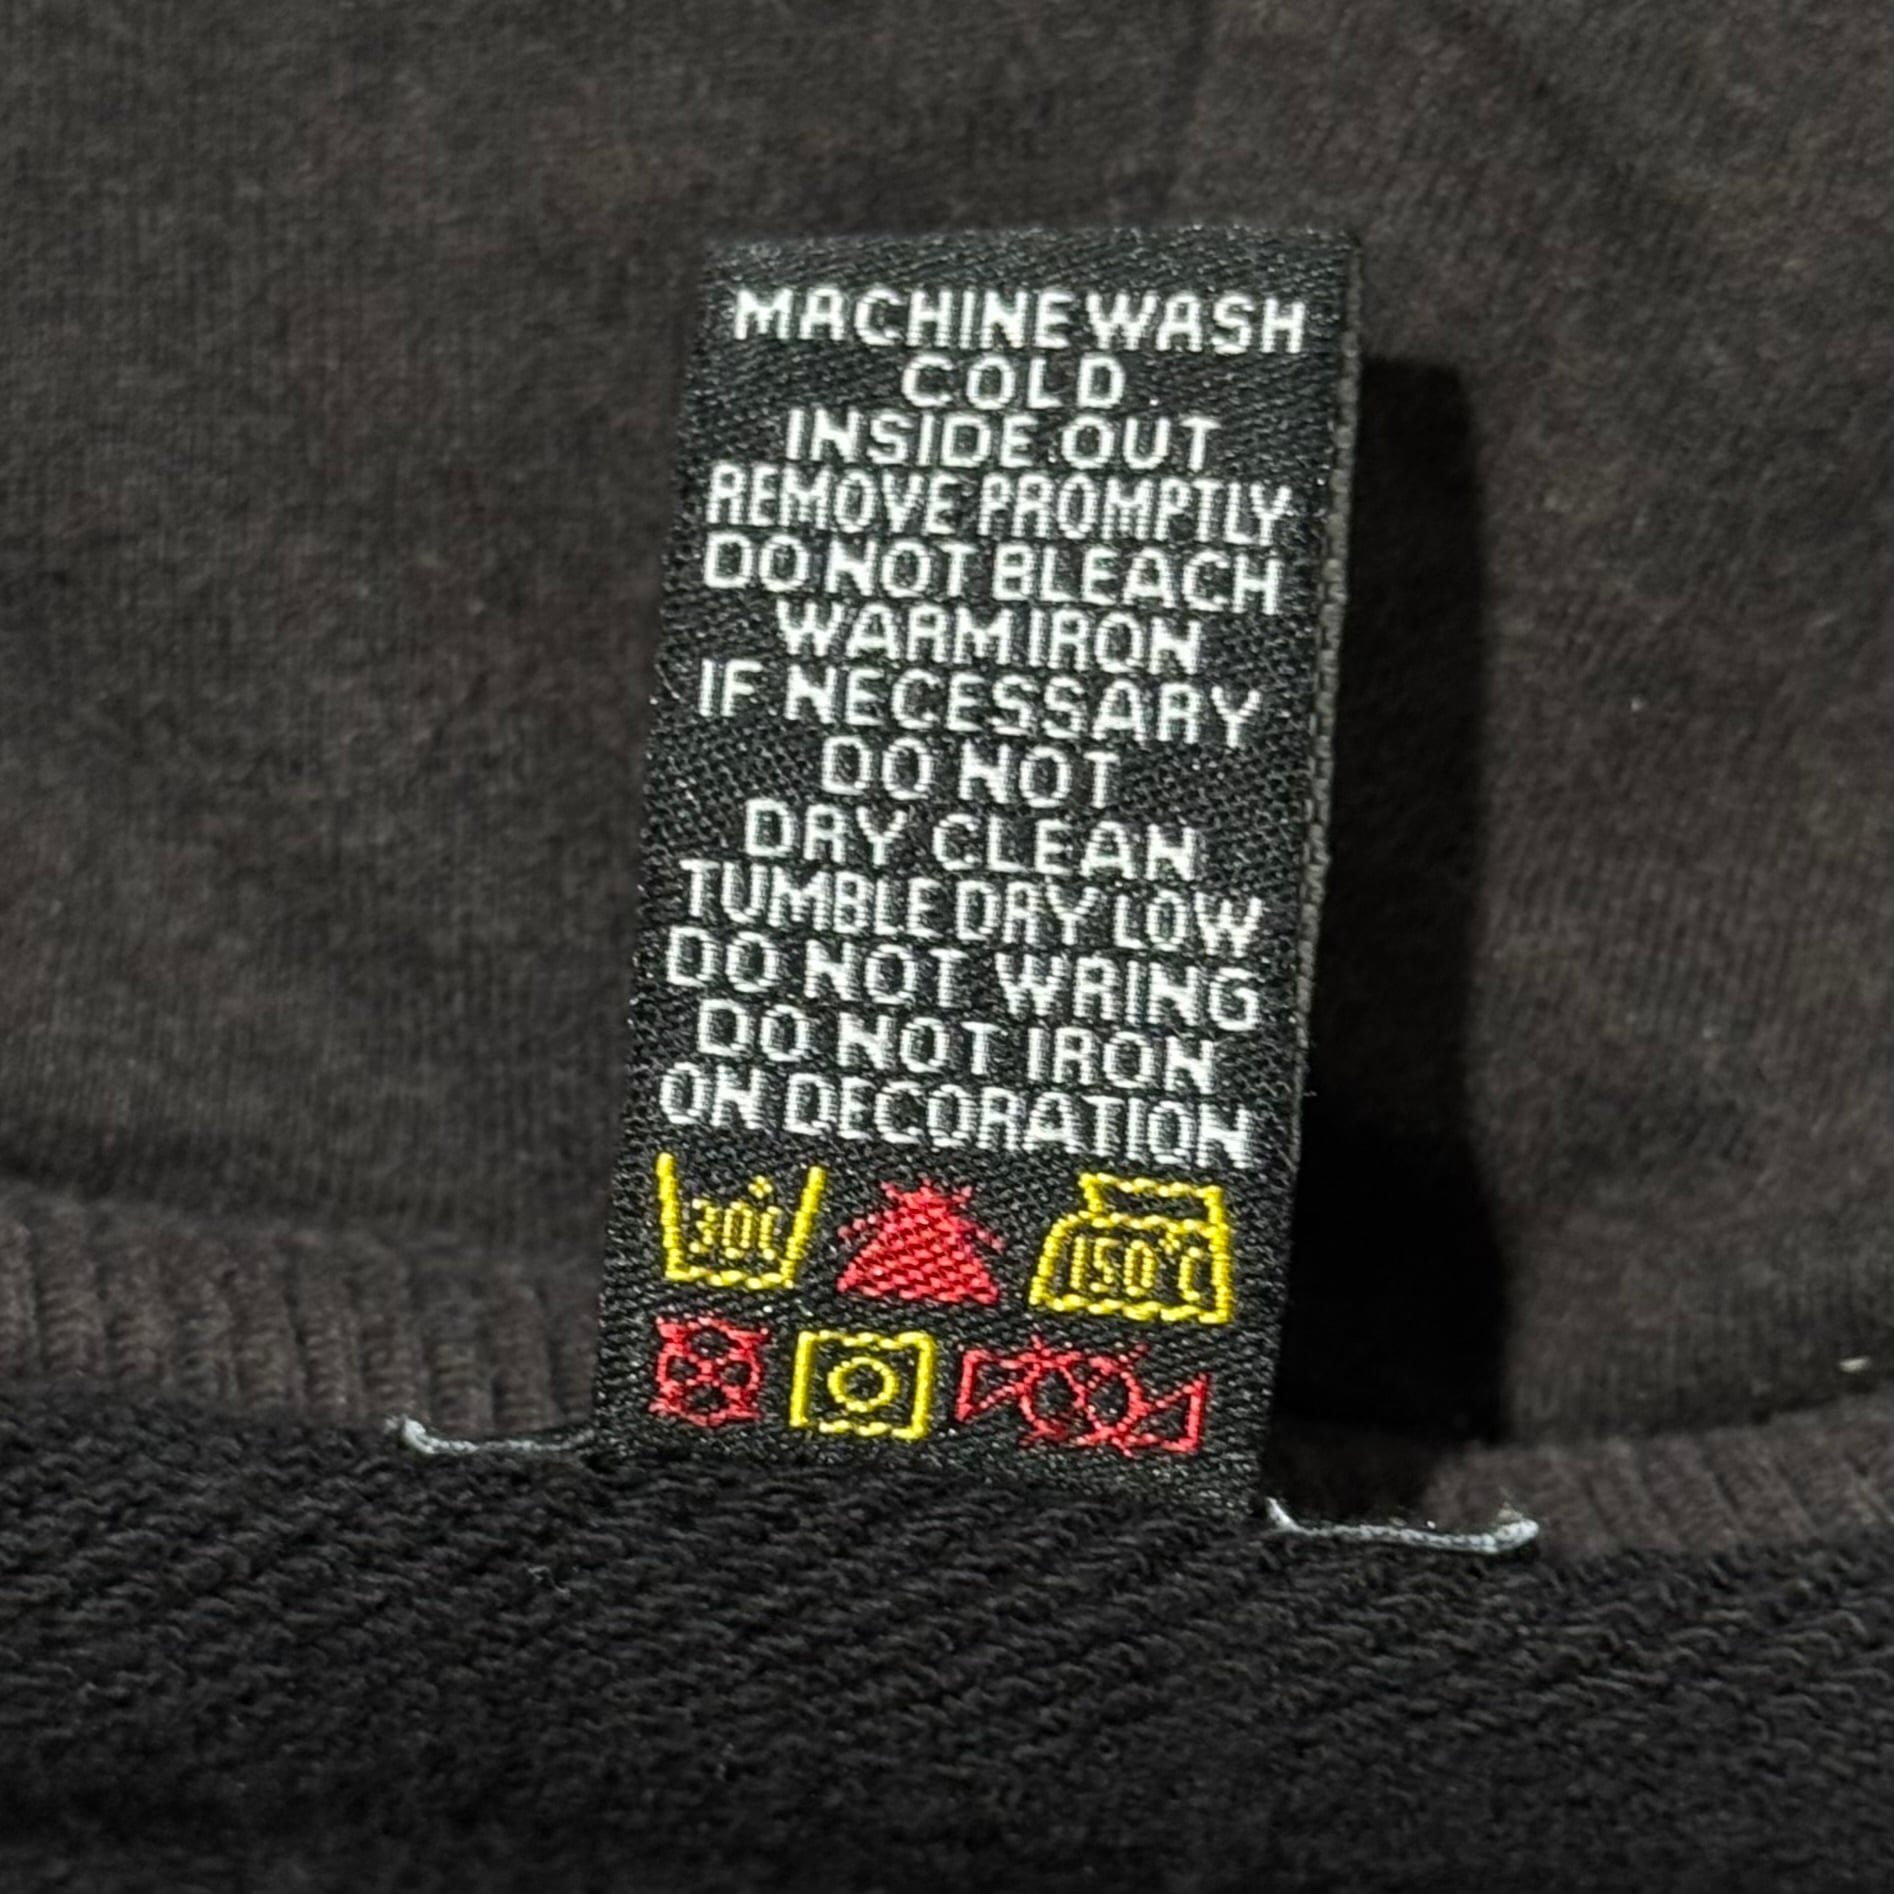 MACHINE WASH
COLD
INSIDE OUT
REMOVE PROMPTLY
DO NOT BLEACH
WARM IRON
IF NECESSARY
DO NOT
DRY CLEAN
TUMBLE DRY LOW
DO NOT WRING
DO NOT IRON
ON DECORATION
30°C 150°C